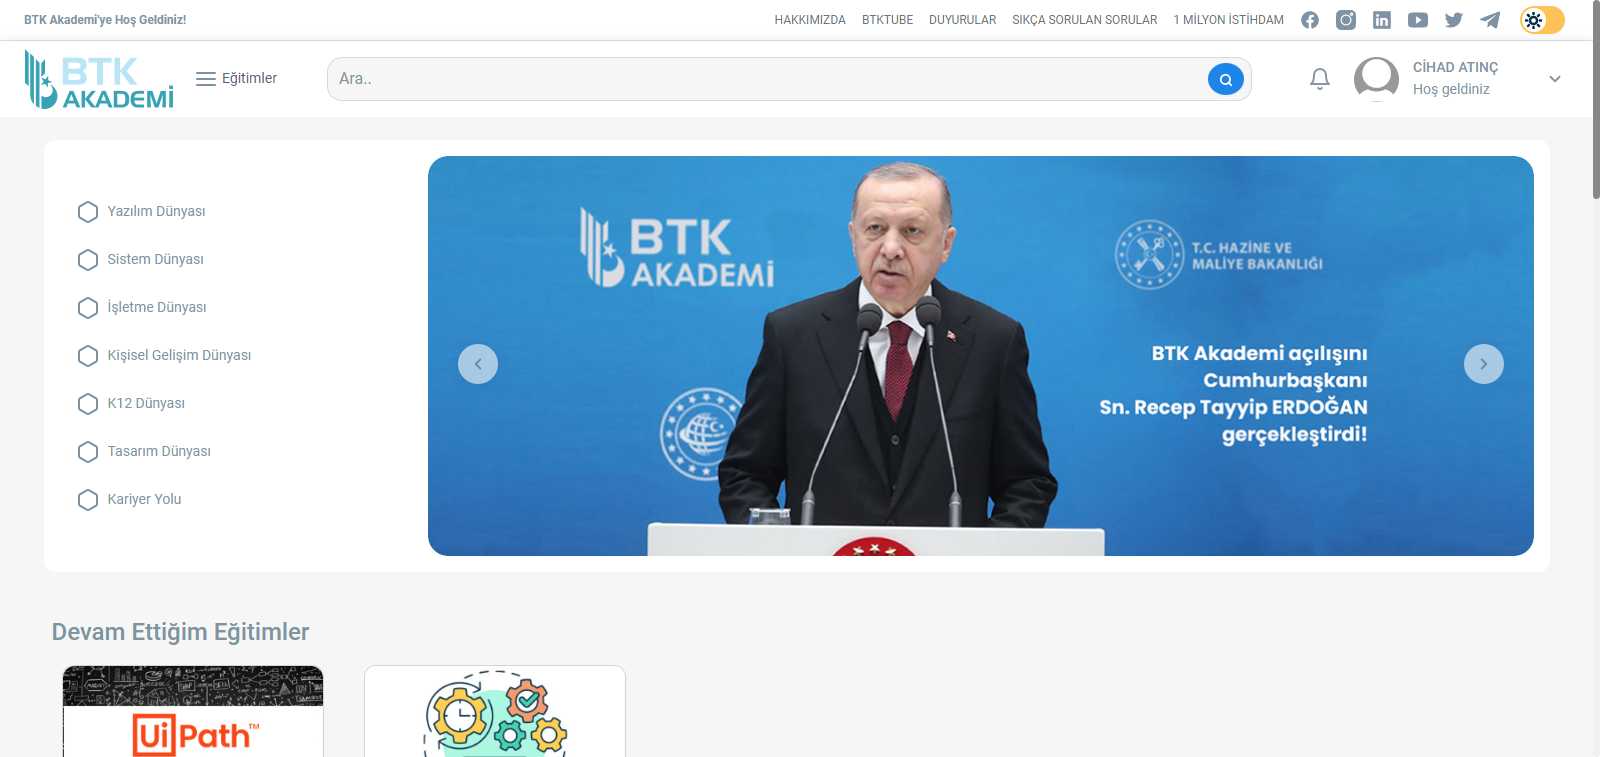 BTK Akademi'ye Hoş Geldiniz!
HAKKIMIZDA BTKTUBE DUYURULAR SIKÇA SORULAN SORULAR 1 MİLYON İSTİHDAM
BTK
AKADEMİ
Eğitimler
Ara..
CİHAD ATINÇ
Hoş geldiniz
Yazılım Dünyası
Sistem Dünyası
İşletme Dünyası
Kişisel Gelişim Dünyası
K12 Dünyası
Tasarım Dünyası
Kariyer Yolu
BTK
AKADEMİ
T.C. HAZİNE VE
MALİYE BAKANLIĞI
BTK Akademi açılışını
Cumhurbaşkanı
Sn. Recep Tayyip ERDOĞAN
gerçekleştirdi!
Devam Ettiğim Eğitimler
UiPath™